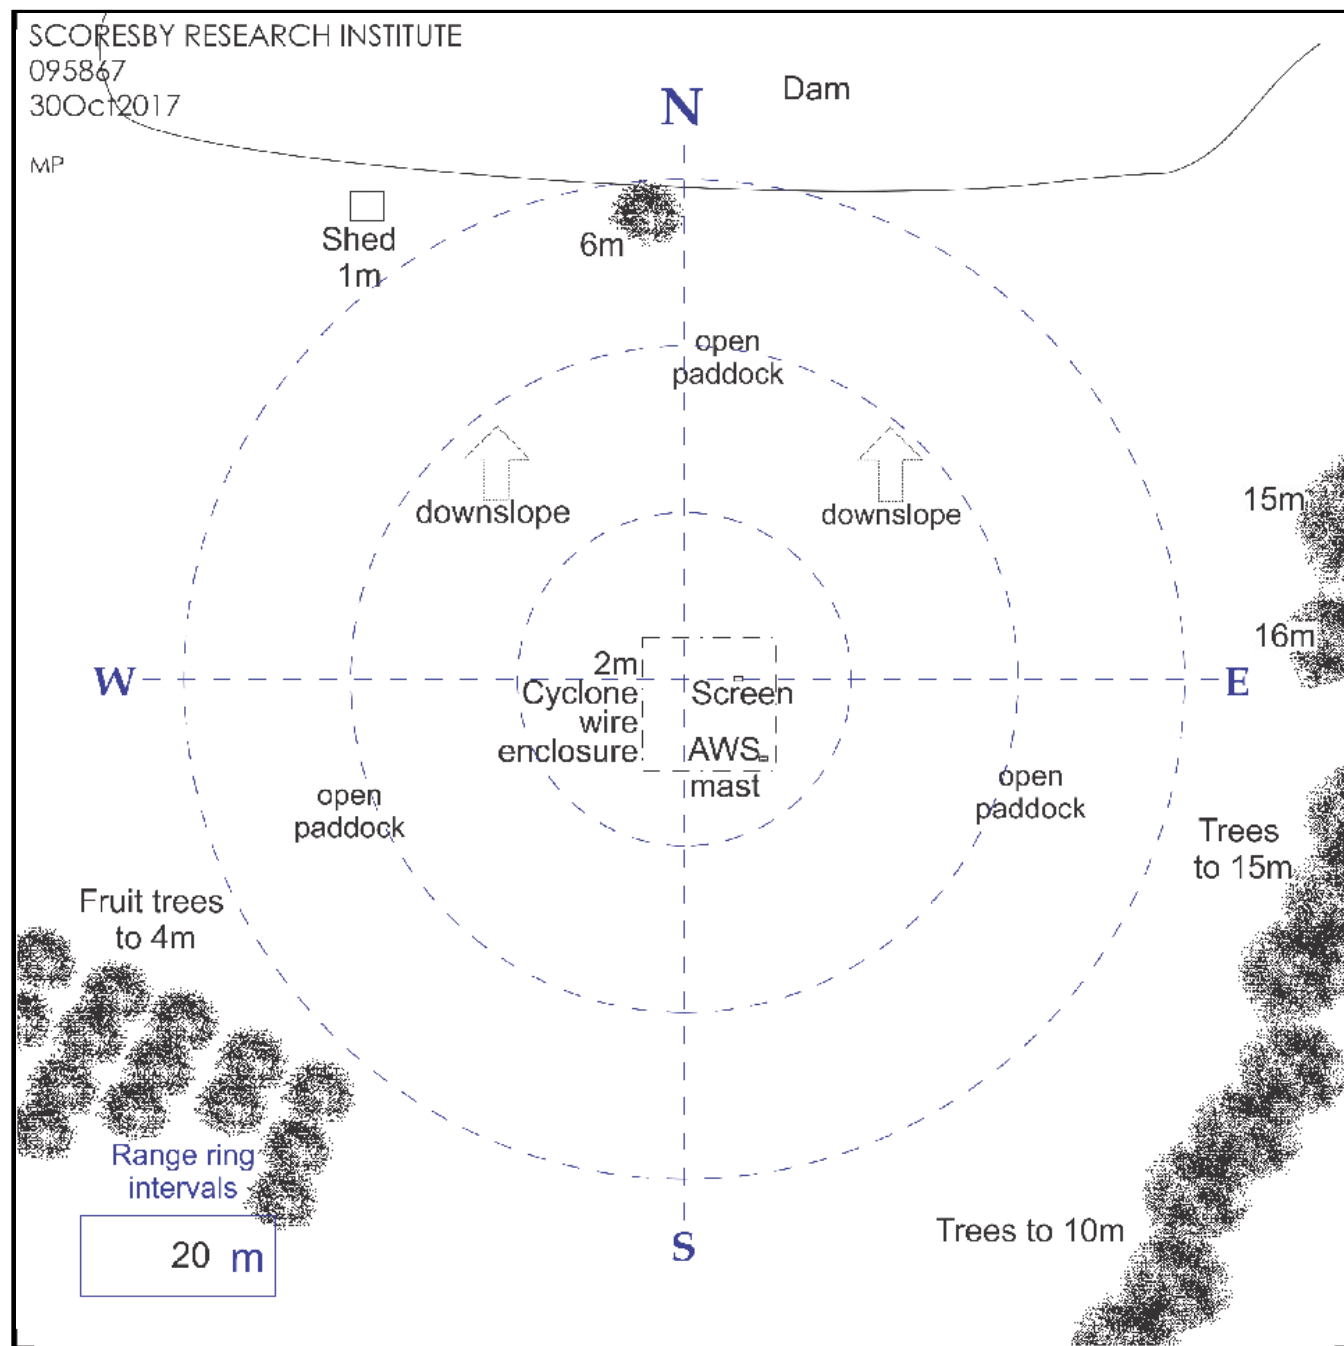 SCORESBY RESEARCH INSTITUTE
095867
30Oct2017
MP
Dam
N
Shed
1m
6m
open
paddock
downslope
downslope
15m
16m
W
E
2m
Cyclone
wire
enclosure
Screen
AWS
mast
open
paddock
open
paddock
Trees
to 15m
Fruit trees
to 4m
Range ring
intervals
20 m
Trees to 10m
S